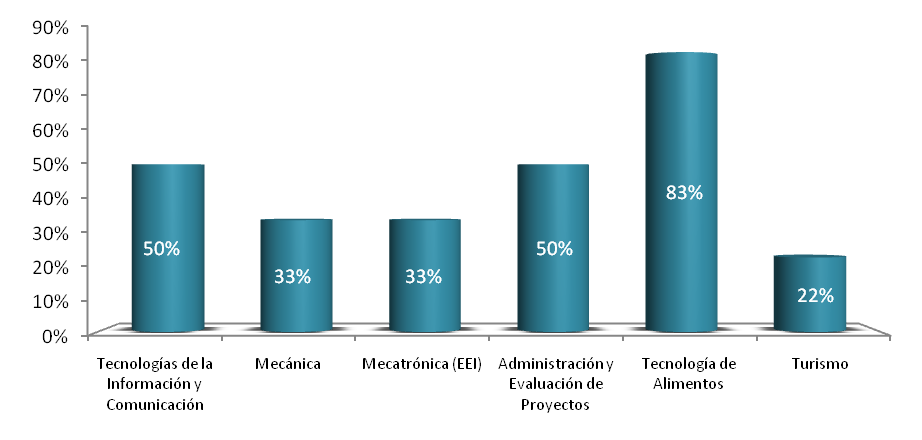 90%
80%
70%
60%
50%
40%
30%
20%
10%
0%
50%
33%
33%
50%
83%
22%
Tecnologías de la
Información y
Comunicación
Mecánica
Mecatrónica (EEI)
Administración y
Evaluación de
Proyectos
Tecnología de
Alimentos
Turismo